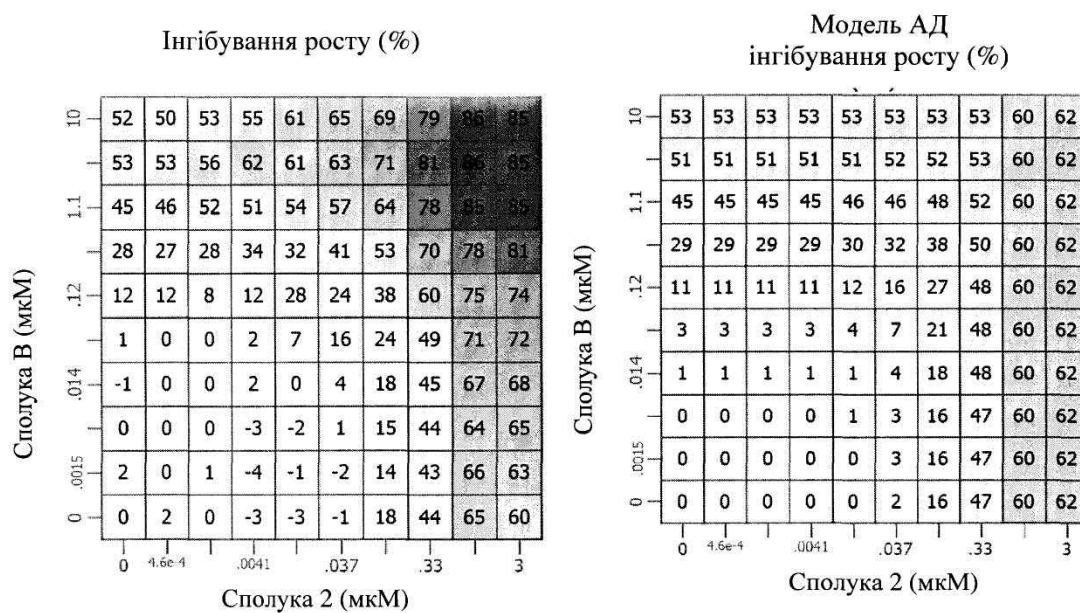 Інгібування росту (%)
Сполука В (мкМ)
10 52 50 53 55 61 65 69 79 86 85
53 53 56 62 61 63 71 81 86 85
1.1 45 46 52 51 54 57 64 78 85 85
28 27 28 34 32 41 53 70 78 81
.12 12 12 8 12 28 24 38 60 75 74
1 0 0 2 7 16 24 49 71 72
.014 -1 0 0 2 0 4 18 45 67 68
0 0 0 -3 -2 1 15 44 64 65
.0015 2 0 1 -4 -1 -2 14 43 66 63
0 0 2 0 -3 -3 -1 18 44 65 60
0 4.6e-4 .0041 .037 .33 3
Сполука 2 (мкМ)
Модель АД
інгібування росту (%)
Сполука В (мкМ)
10 53 53 53 53 53 53 53 53 60 62
51 51 51 51 51 52 52 53 60 62
1.1 45 45 45 45 46 46 48 52 60 62
29 29 29 29 30 32 38 50 60 62
.12 11 11 11 11 12 16 27 48 60 62
3 3 3 3 4 7 21 48 60 62
.014 1 1 1 1 1 4 18 48 60 62
0 0 0 0 1 3 16 47 60 62
.0015 0 0 0 0 0 3 16 47 60 62
0 0 0 0 0 0 2 16 47 60 62
0 4.6e-4 .0041 .037 .33 3
Сполука 2 (мкМ)